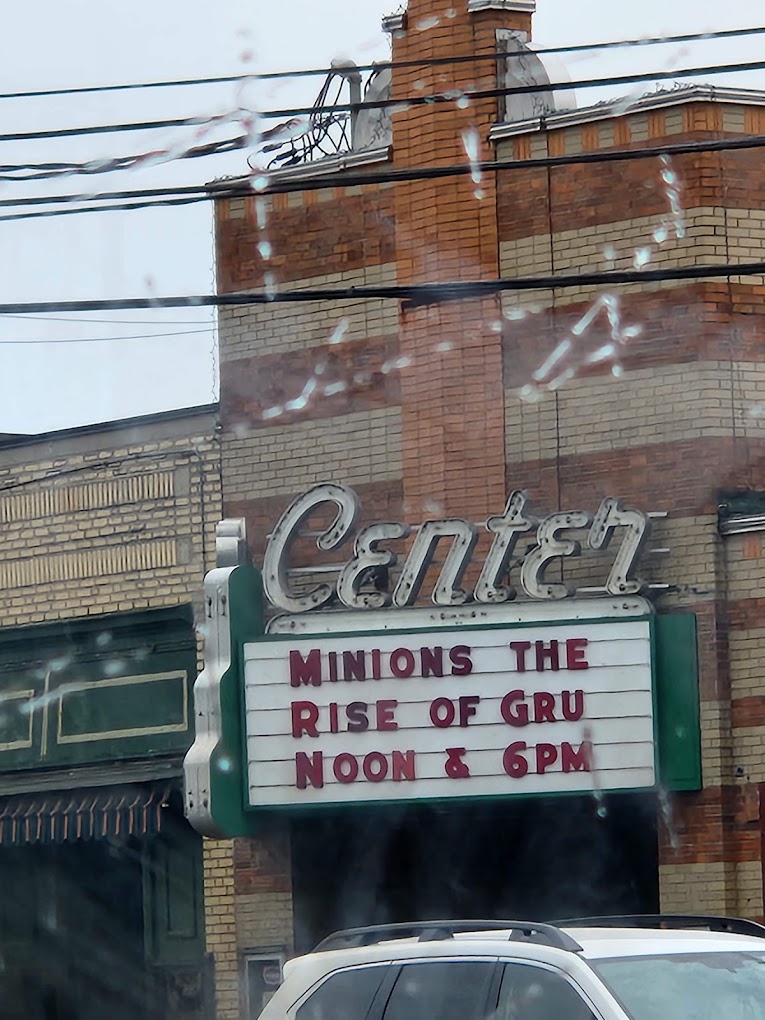 Center
MINIONS THE
RISE OF GRU
NOON & 6PM